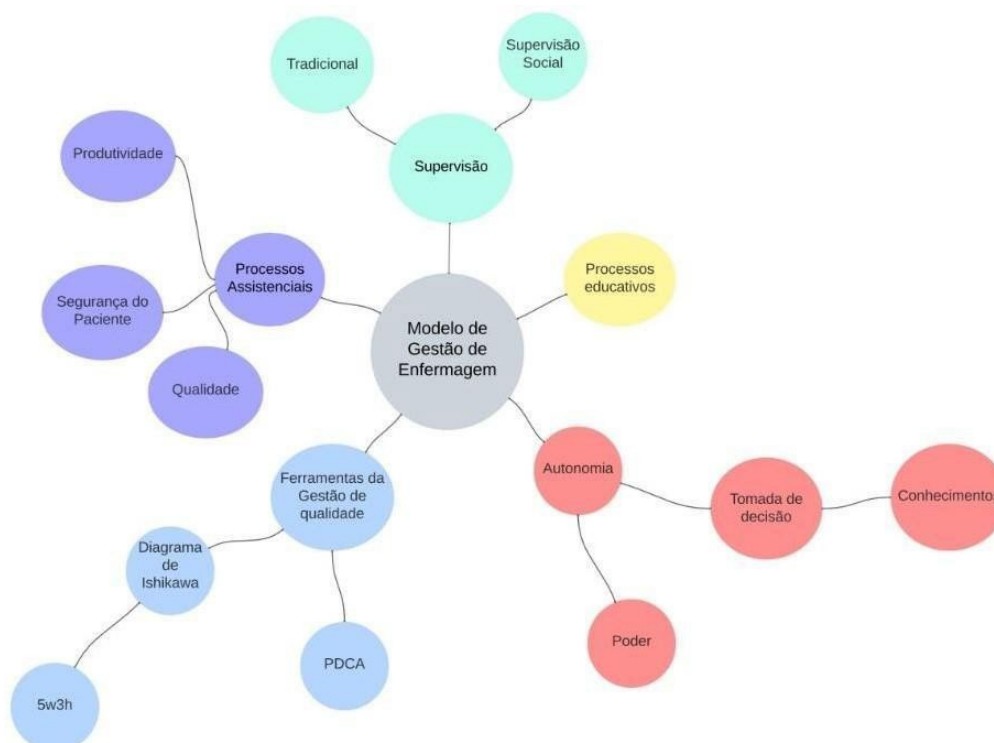 Supervisão
Social
Tradicional
Supervisão
Produtividade
Processos
Assistenciais
Processos
educativos
Segurança do
Paciente
Modelo de
Gestão de
Enfermagem
Qualidade
Autonomia
Ferramentas da
Gestão de
qualidade
Tomada de
decisão
Conhecimentos
Diagrama
de
Ishikawa
Poder
PDCA
5w3h